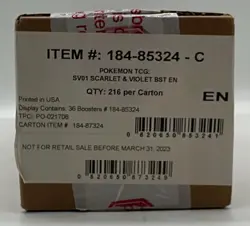 ITEM #: 184-85324 - C
POKEMON TCG:
SV01 SCARLET & VIOLET BST EN
QTY: 216 per Carton
Printed in USA
EN
Display Contains: 36 Boosters # 184-85324
TPCi PO-021706
CARTON ITEM # 184-87324
NOT FOR RETAIL SALE BEFORE MARCH 31, 2023